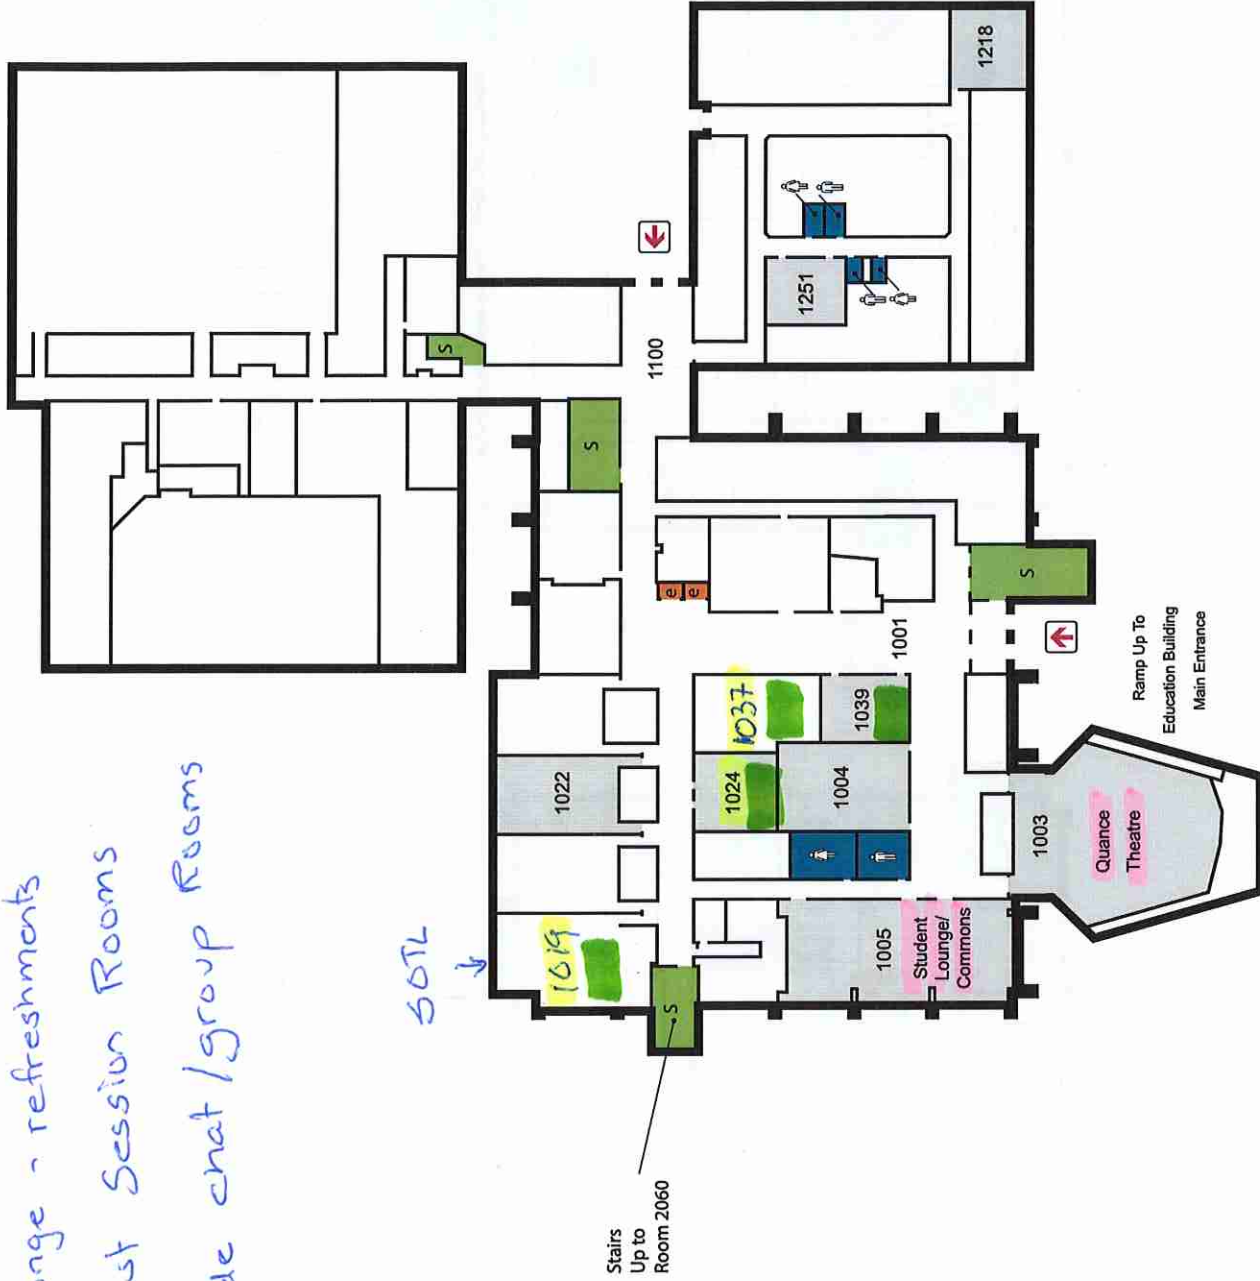 refreshments
Session Rooms
chat / group Rooms
SOTL
Stairs
Up to
Room 2060
S
1019
1022
1024
1037
1039
1004
1005
Student
Lounge/
Commons
1003
Quance
Theatre
1001
e
e
S
S
S
1100
1251
1218
Ramp Up To
Education Building
Main Entrance